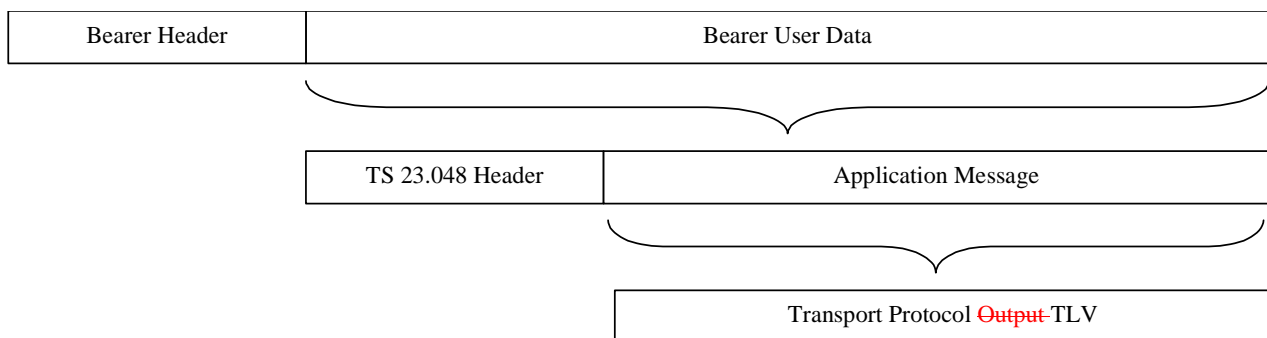 Bearer Header Bearer User Data
TS 23.048 Header Application Message
Transport Protocol Output TLV